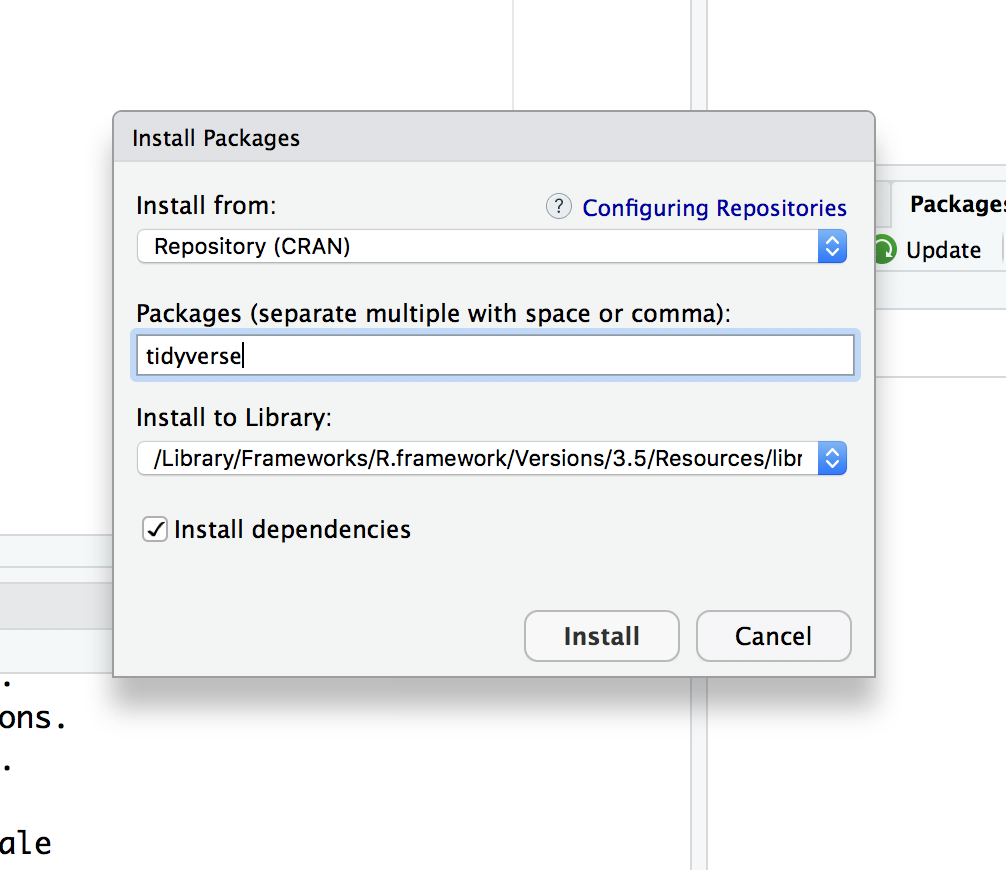 Install Packages
Install from:
? Configuring Repositories
Repository (CRAN)
Packages
Update
Packages (separate multiple with space or comma):
tidyverse
Install to Library:
/Library/Frameworks/R.framework/Versions/3.5/Resources/libr
Install dependencies
Install
Cancel
.
ons.
.
ale